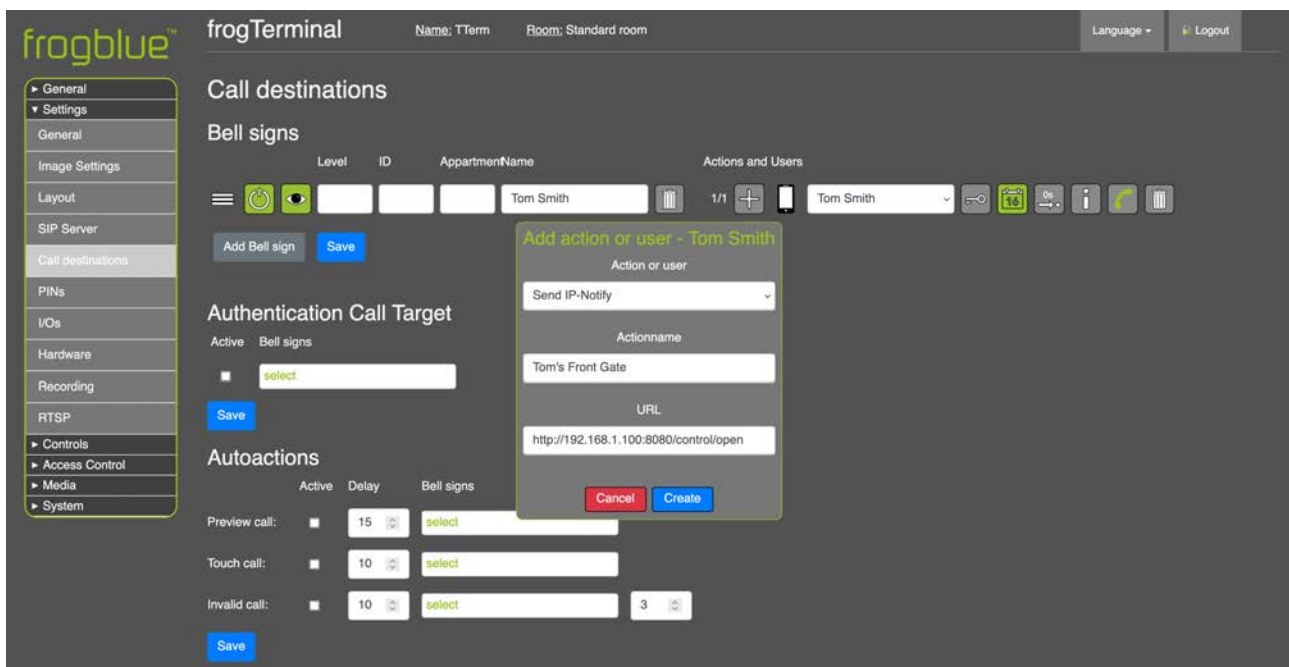 frogblue™
frogTerminal
Name: TTerm
Room: Standard room
Language
Logout
General
Settings
General
Image Settings
Layout
SIP Server
Call destinations
PINs
I/Os
Hardware
Recording
RTSP
Controls
Access Control
Media
System
Call destinations
Bell signs
Level ID AppartmentName Actions and Users
Tom Smith 1/1 Tom Smith 16 0s i
Add Bell sign Save
Add action or user - Tom Smith
Action or user
Send IP-Notify
Actionname
Tom's Front Gate
URL
http://192.168.1.100:8080/control/open
Cancel Create
Authentication Call Target
Active Bell signs
select
Save
Autoactions
Active Delay Bell signs
Preview call: 15 select
Touch call: 10 select
Invalid call: 10 select 3
Save